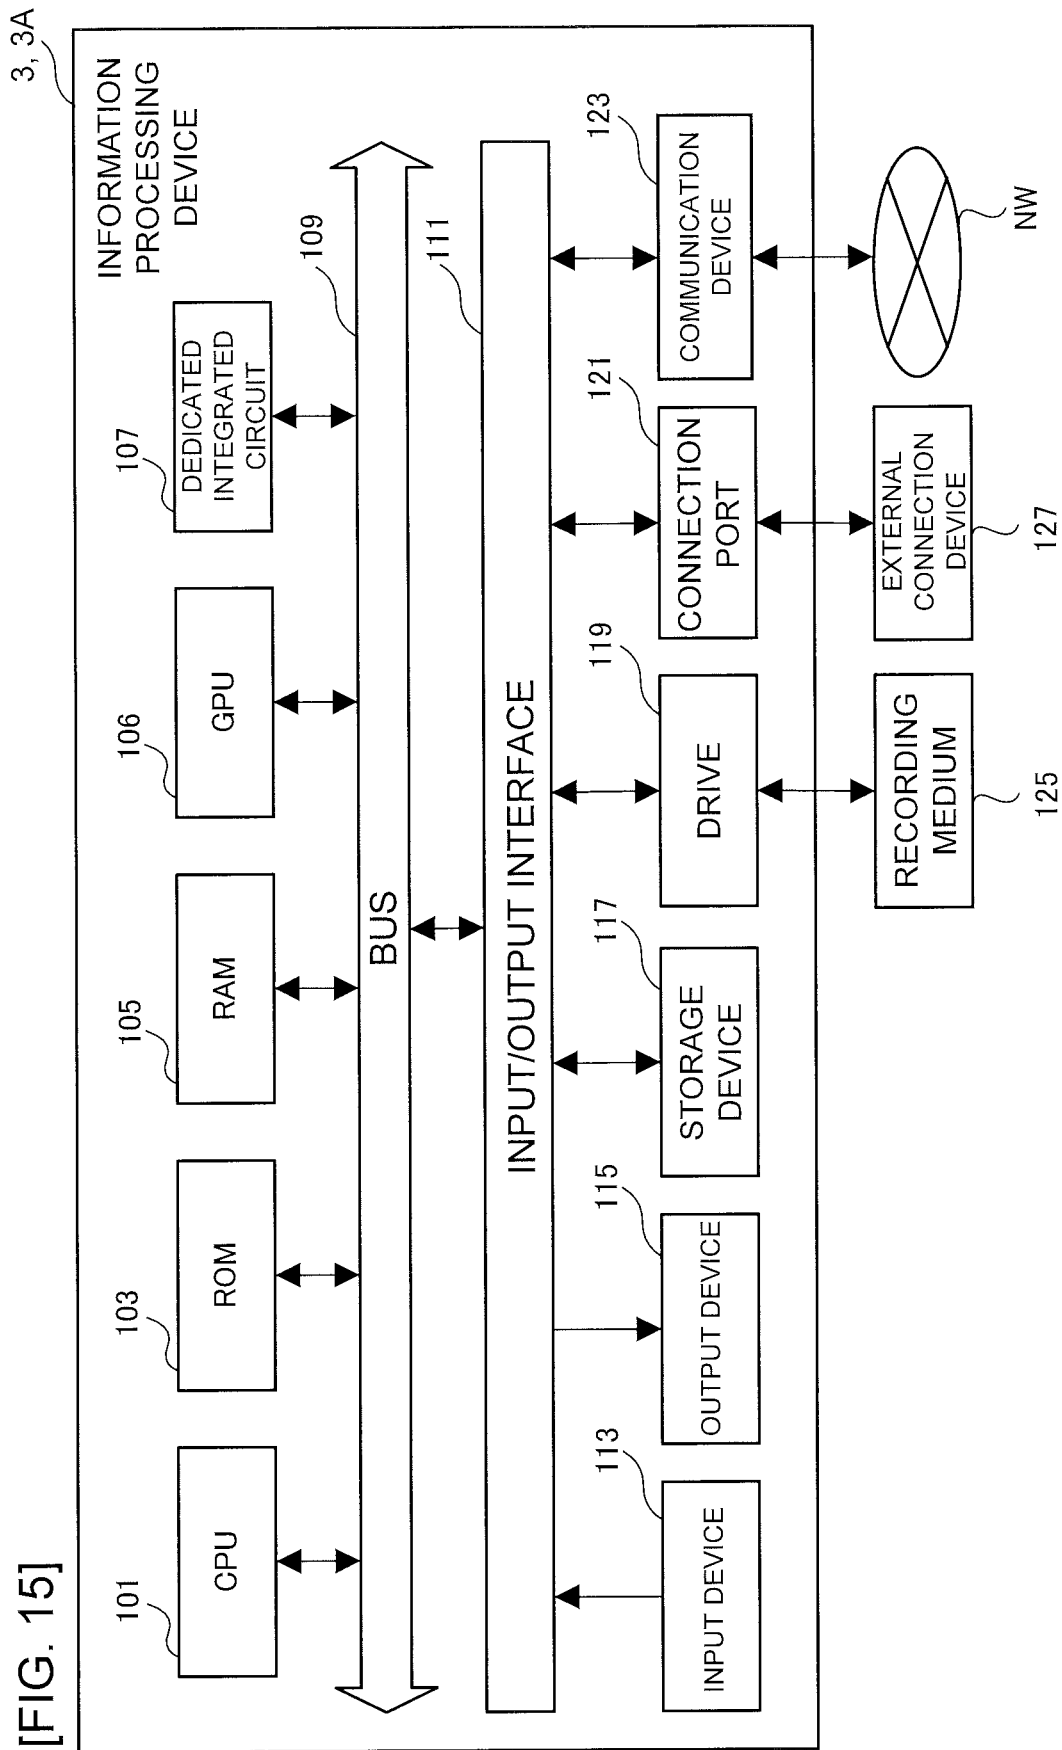 [FIG. 15]
3, 3A
INFORMATION
PROCESSING
DEVICE
101
CPU
103
ROM
105
RAM
106
GPU
107
DEDICATED
INTEGRATED
CIRCUIT
109
BUS
111
INPUT/OUTPUT INTERFACE
113
INPUT DEVICE
115
OUTPUT DEVICE
117
STORAGE
DEVICE
119
DRIVE
121
CONNECTION
PORT
123
COMMUNICATION
DEVICE
RECORDING
MEDIUM
125
EXTERNAL
CONNECTION
DEVICE
127
NW